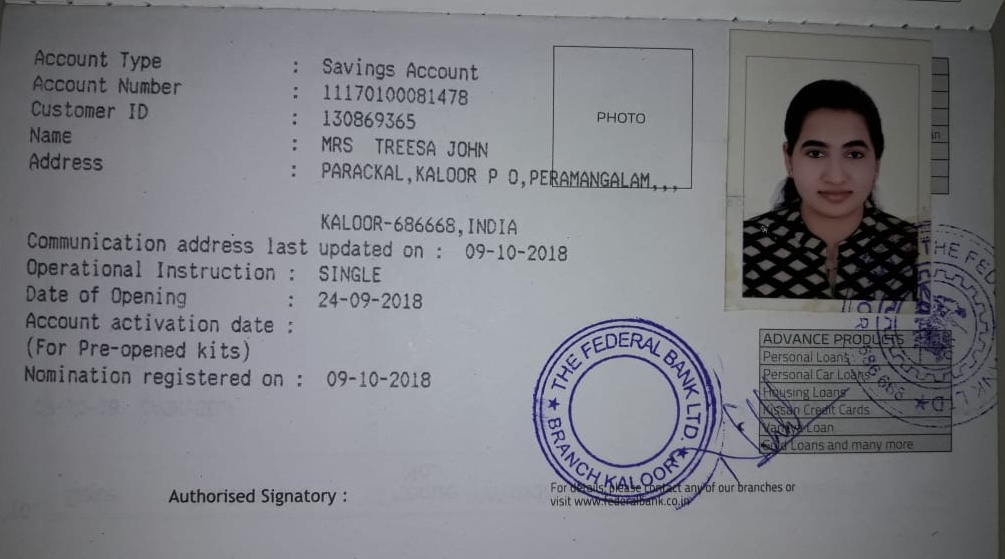 Account Type : Savings Account
Account Number : 11170100081478
Customer ID : 130869365
Name : MRS TREESA JOHN
Address : PARACKAL,KALOOR P O,PERAMANGALAM,,,
KALOOR-686668,INDIA
Communication address last updated on : 09-10-2018
Operational Instruction : SINGLE
Date of Opening : 24-09-2018
Account activation date :
(For Pre-opened kits)
Nomination registered on : 09-10-2018
PHOTO
ADVANCE PRODUCTS
Personal Loans
Personal Car Loans
Housing Loans
Kissan Credit Cards
Loan
Gold Loans and many more
THE FEDERAL BANK LTD.
BRANCH KALOOR
THE FED
Authorised Signatory :
For details, please contact any of our branches or
visit www.federalbank.co.in